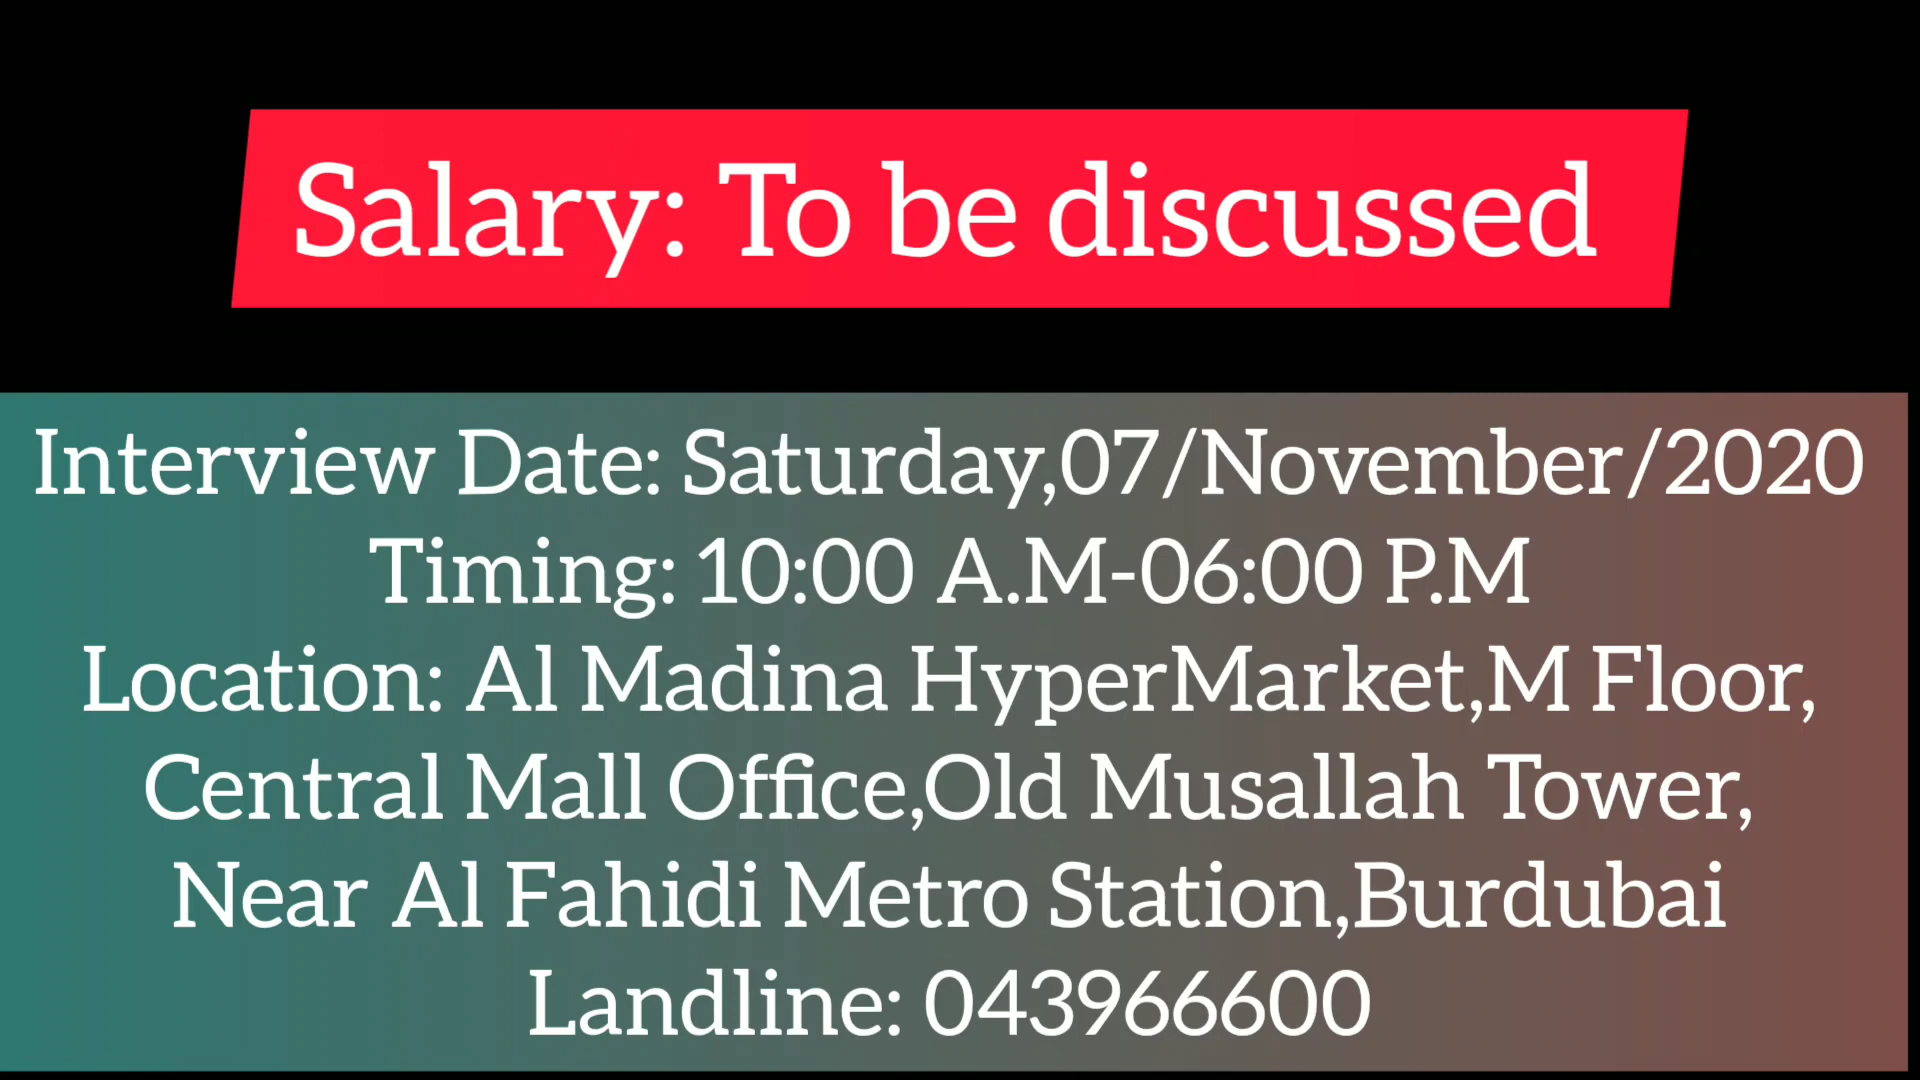 Salary: To be discussed
Interview Date: Saturday,07/November/2020
Timing: 10:00 A.M-06:00 P.M
Location: Al Madina HyperMarket,M Floor,
Central Mall Office,Old Musallah Tower,
Near Al Fahidi Metro Station,Burdubai
Landline: 043966600